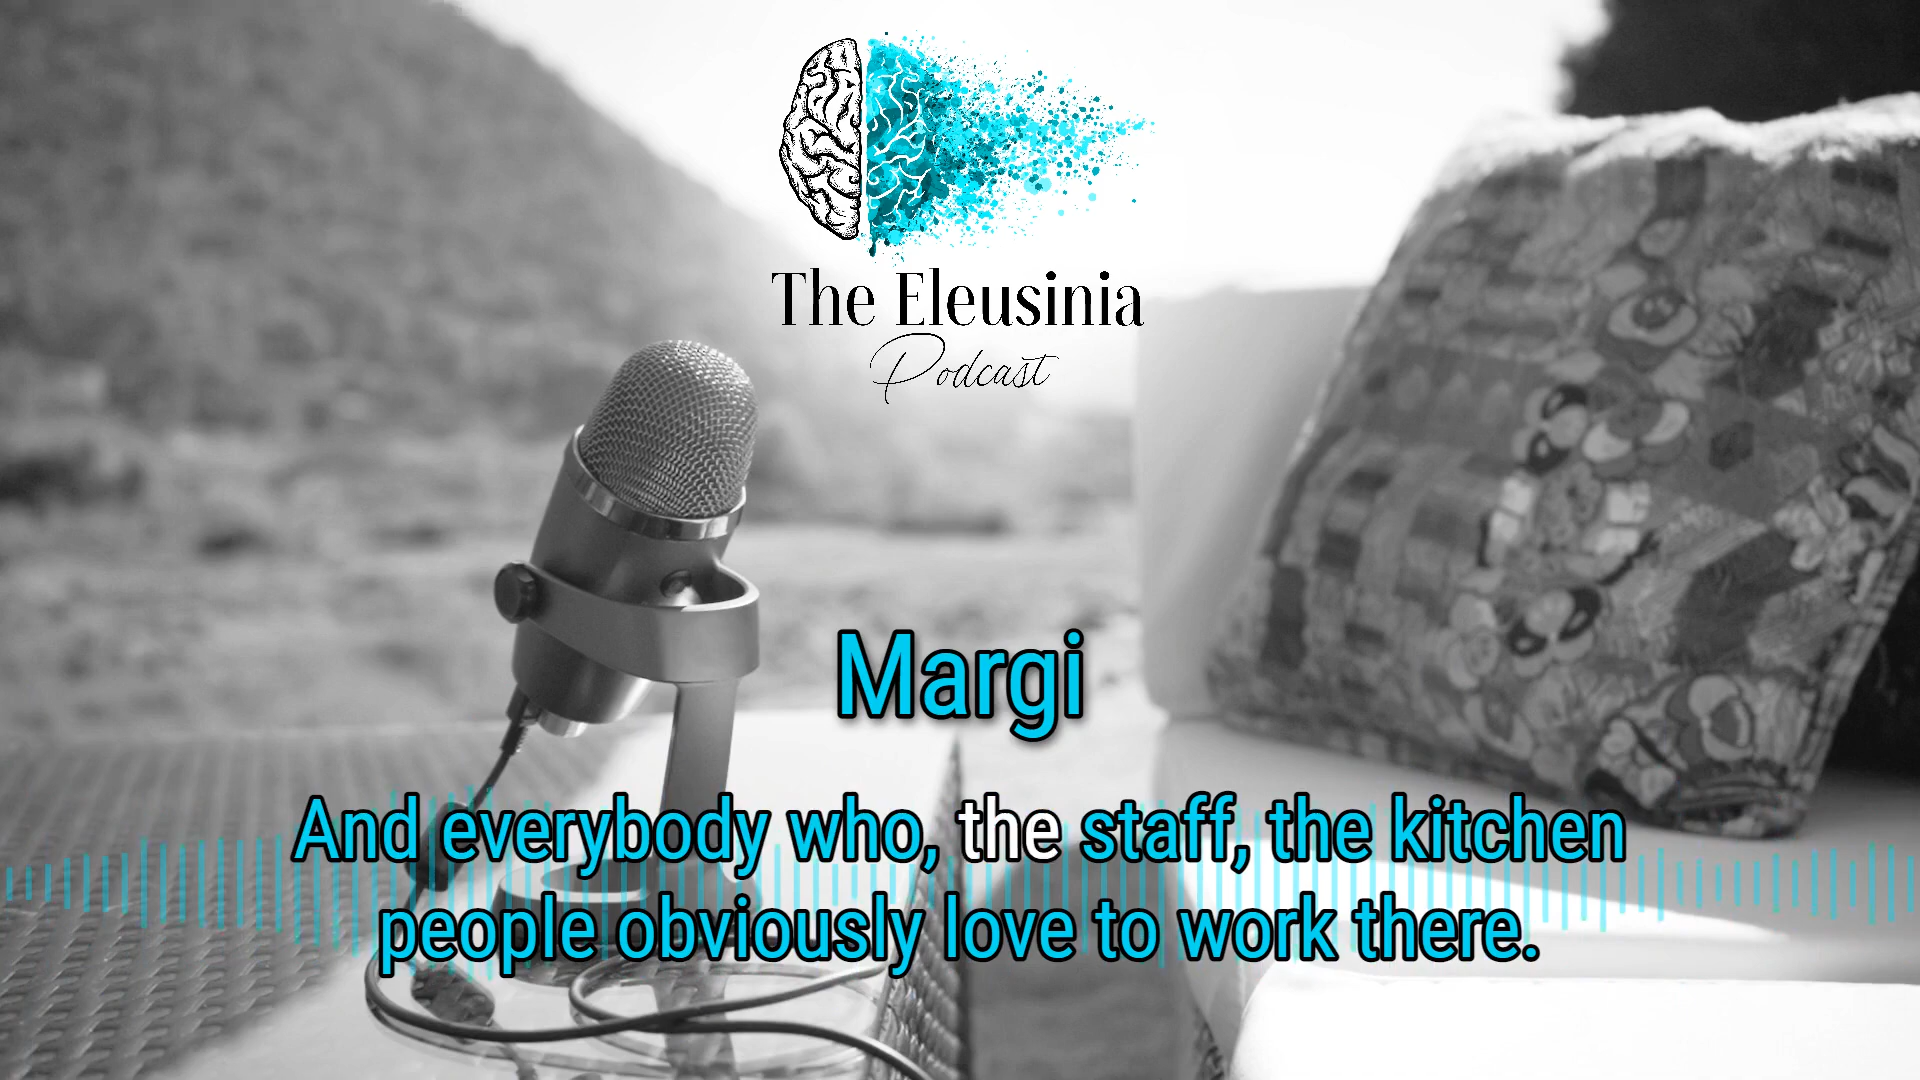 The Eleusinia
Podcast
Margi
And everybody who, the staff, the kitchen
people obviously love to work there.